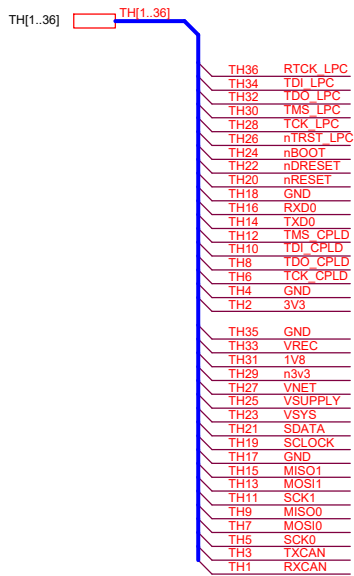 TH[1..36] TH[1..36]
TH36 RTCK_LPC
TH34 TDI_LPC
TH32 TDO_LPC
TH30 TMS_LPC
TH28 TCK_LPC
TH26 nTRST_LPC
TH24 nBOOT
TH22 nDRESET
TH20 nRESET
TH18 GND
TH16 RXD0
TH14 TXD0
TH12 TMS_CPLD
TH10 TDI_CPLD
TH8 TDO_CPLD
TH6 TCK_CPLD
TH4 GND
TH2 3V3
TH35 GND
TH33 VREC
TH31 1V8
TH29 n3v3
TH27 VNET
TH25 VSUPPLY
TH23 VSYS
TH21 SDATA
TH19 SCLOCK
TH17 GND
TH15 MISO1
TH13 MOSI1
TH11 SCK1
TH9 MISO0
TH7 MOSI0
TH5 SCK0
TH3 TXCAN
TH1 RXCAN